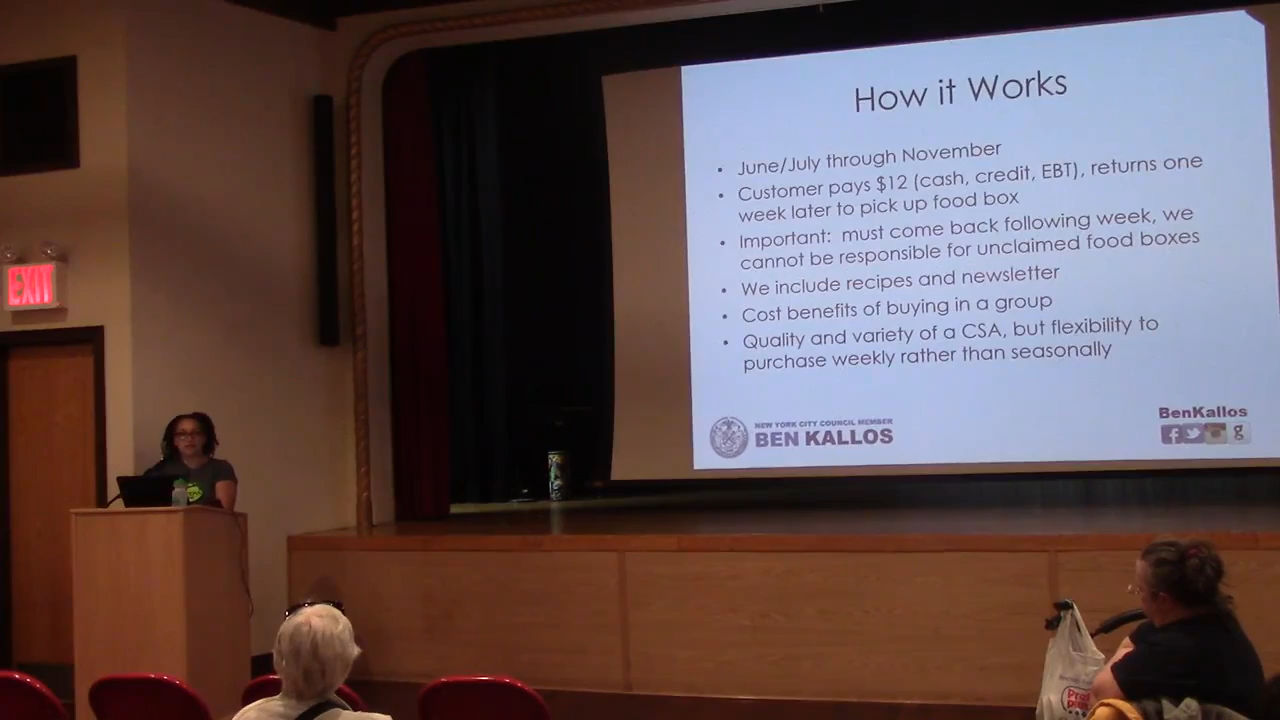 How it Works
• June/July through November
• Customer pays $12 (cash, credit, EBT), returns one
week later to pick up food box
• Important: must come back following week, we
cannot be responsible for unclaimed food boxes
• We include recipes and newsletter
• Cost benefits of buying in a group
• Quality and variety of a CSA, but flexibility to
purchase weekly rather than seasonally
NEW YORK CITY COUNCIL MEMBER
BEN KALLOS
BenKallos
EXIT